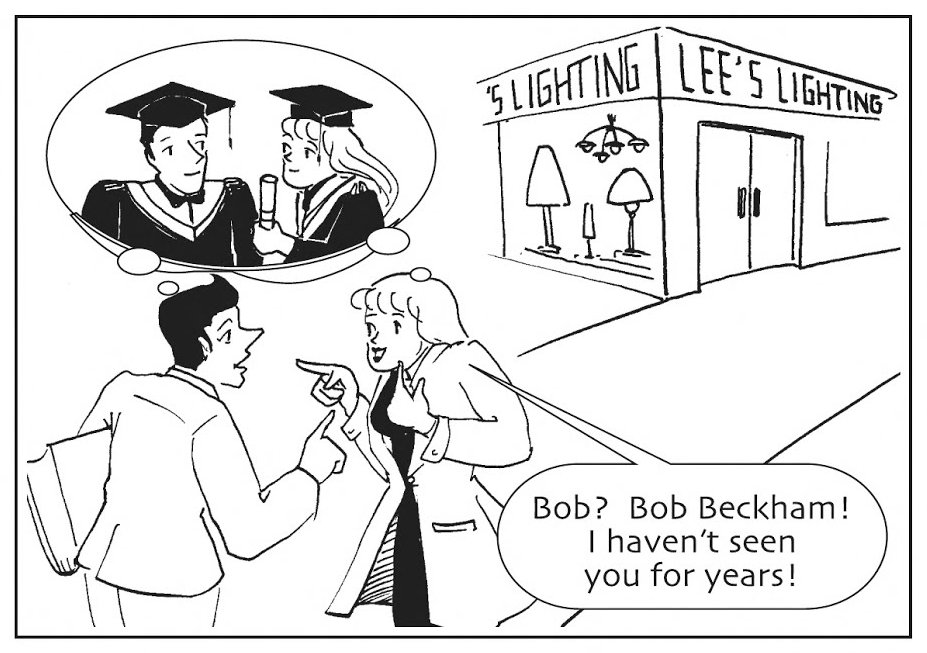 'S LIGHTING
LEE'S LIGHTING
Bob? Bob Beckham!
I haven't seen
you for years!